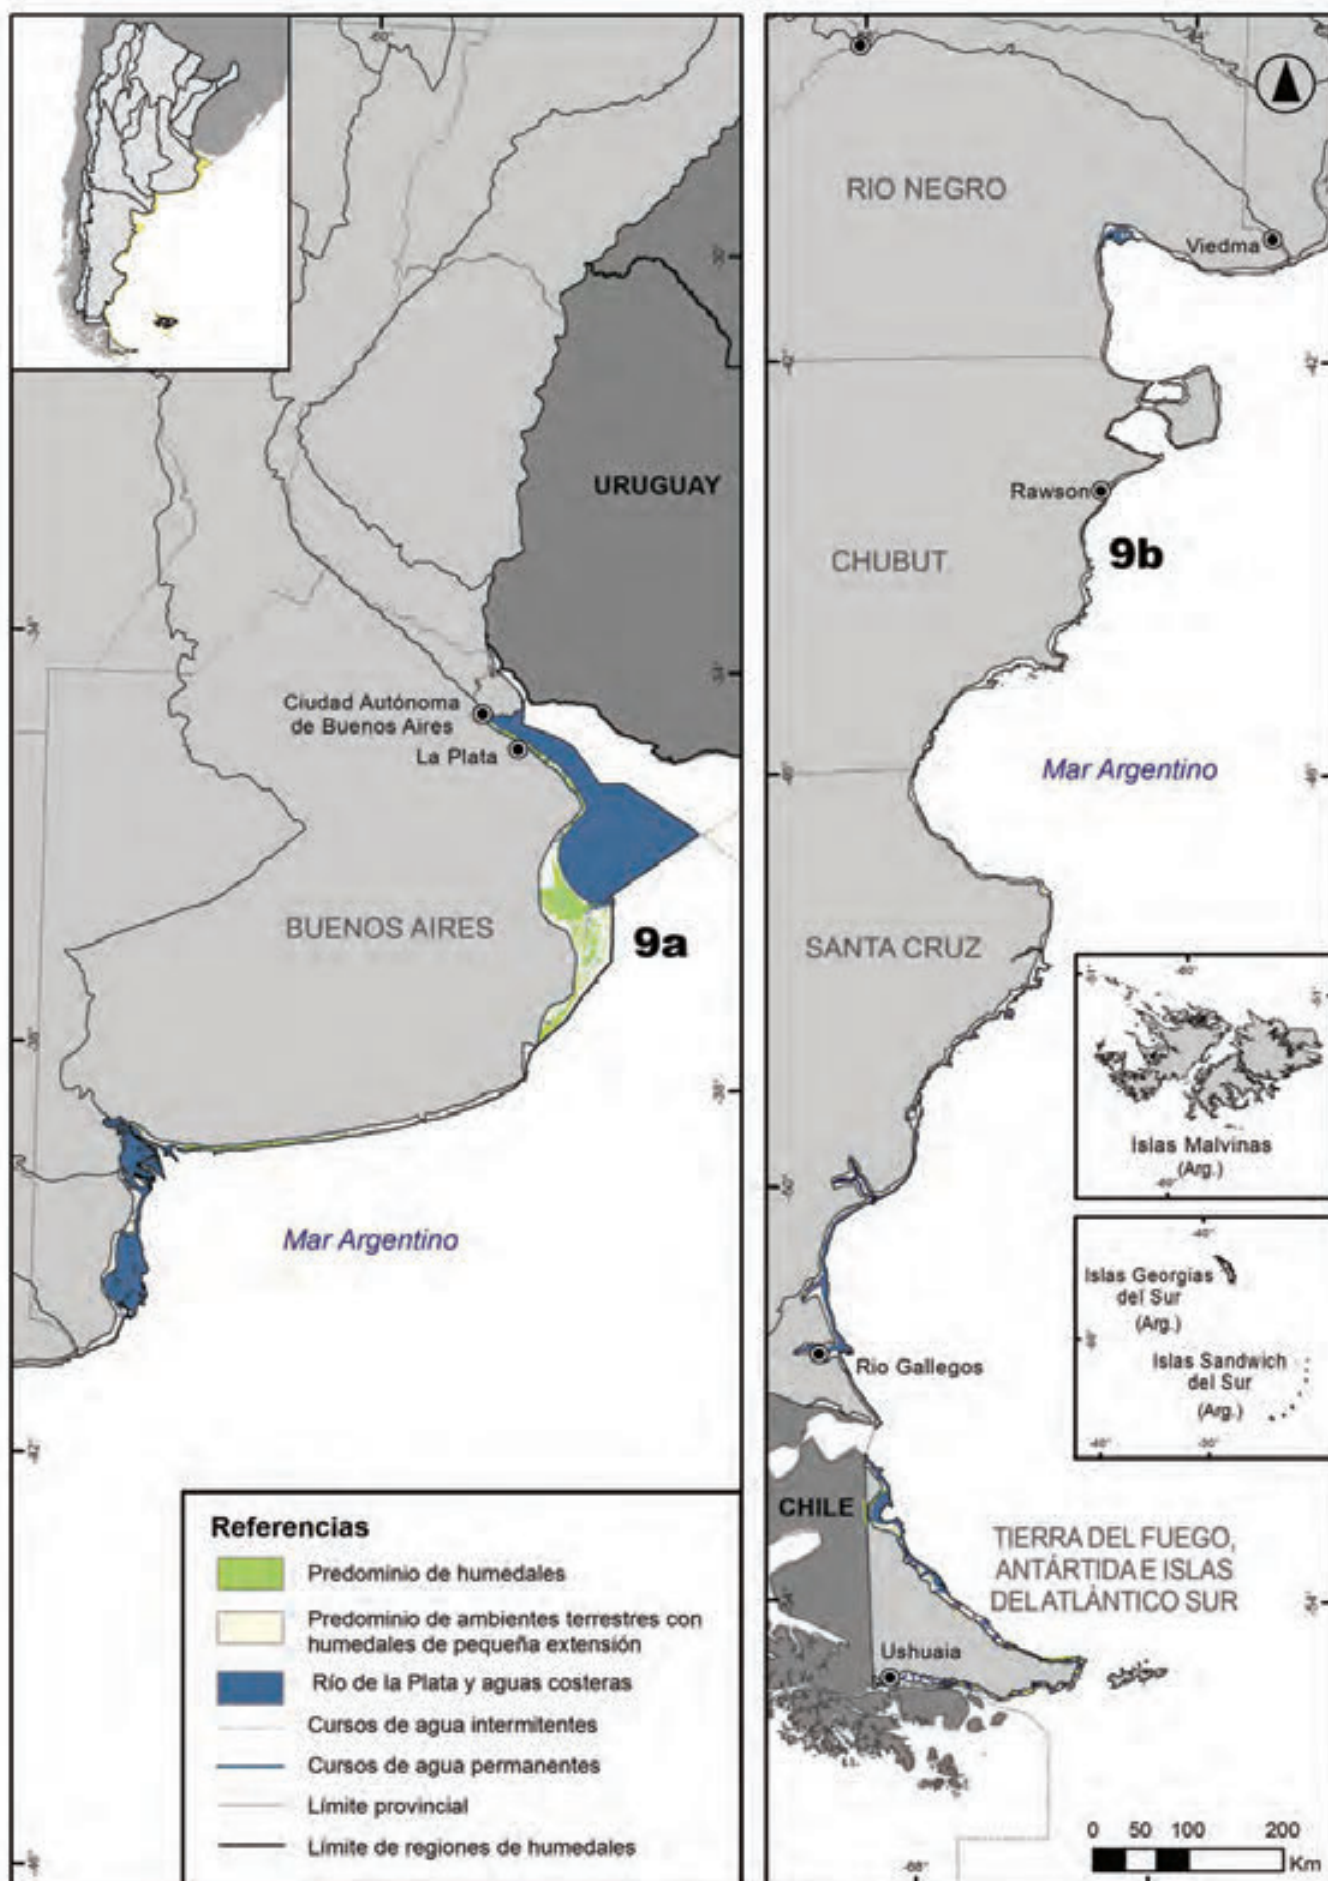 URUGUAY
Ciudad Autónoma
de Buenos Aires
La Plata
BUENOS AIRES
9a
Mar Argentino
Referencias
Predominio de humedales
Predominio de ambientes terrestres con
humedales de pequeña extensión
Río de la Plata y aguas costeras
Cursos de agua intermitentes
Cursos de agua permanentes
Límite provincial
Límite de regiones de humedales
RIO NEGRO
Viedma
Rawson
CHUBUT
9b
Mar Argentino
SANTA CRUZ
Islas Malvinas
(Arg.)
Islas Georgias
del Sur
(Arg.)
Islas Sandwich
del Sur
(Arg.)
Rio Gallegos
CHILE
TIERRA DEL FUEGO,
ANTÁRTIDA E ISLAS
DEL ATLÁNTICO SUR
Ushuaia
0 50 100 200
Km